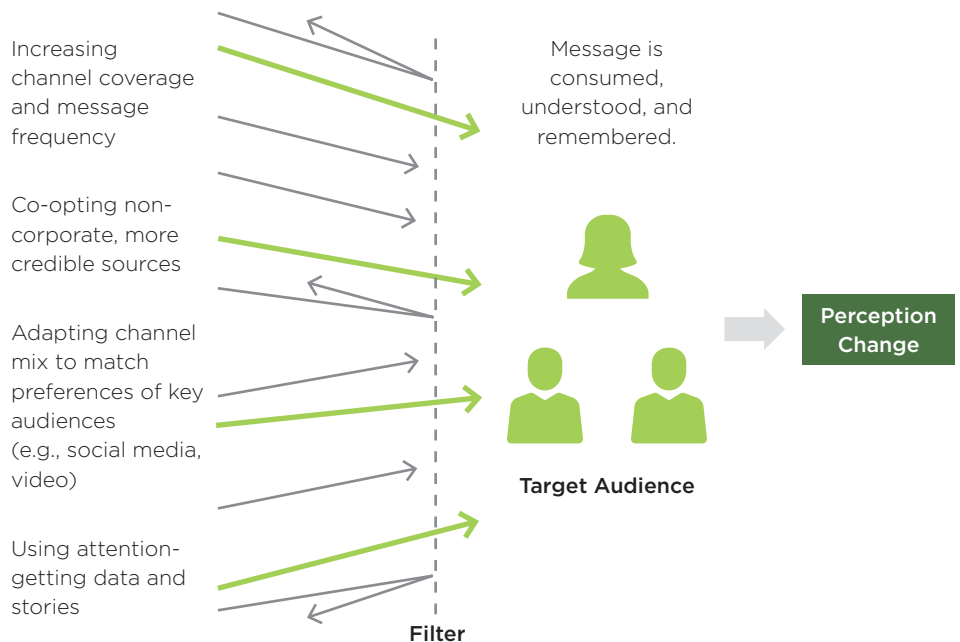 Increasing
channel coverage
and message
frequency
Co-opting non-
corporate, more
credible sources
Adapting channel
mix to match
preferences of key
audiences
(e.g., social media,
video)
Using attention-
getting data and
stories
Filter
Message is
consumed,
understood, and
remembered.
Target Audience
Perception
Change